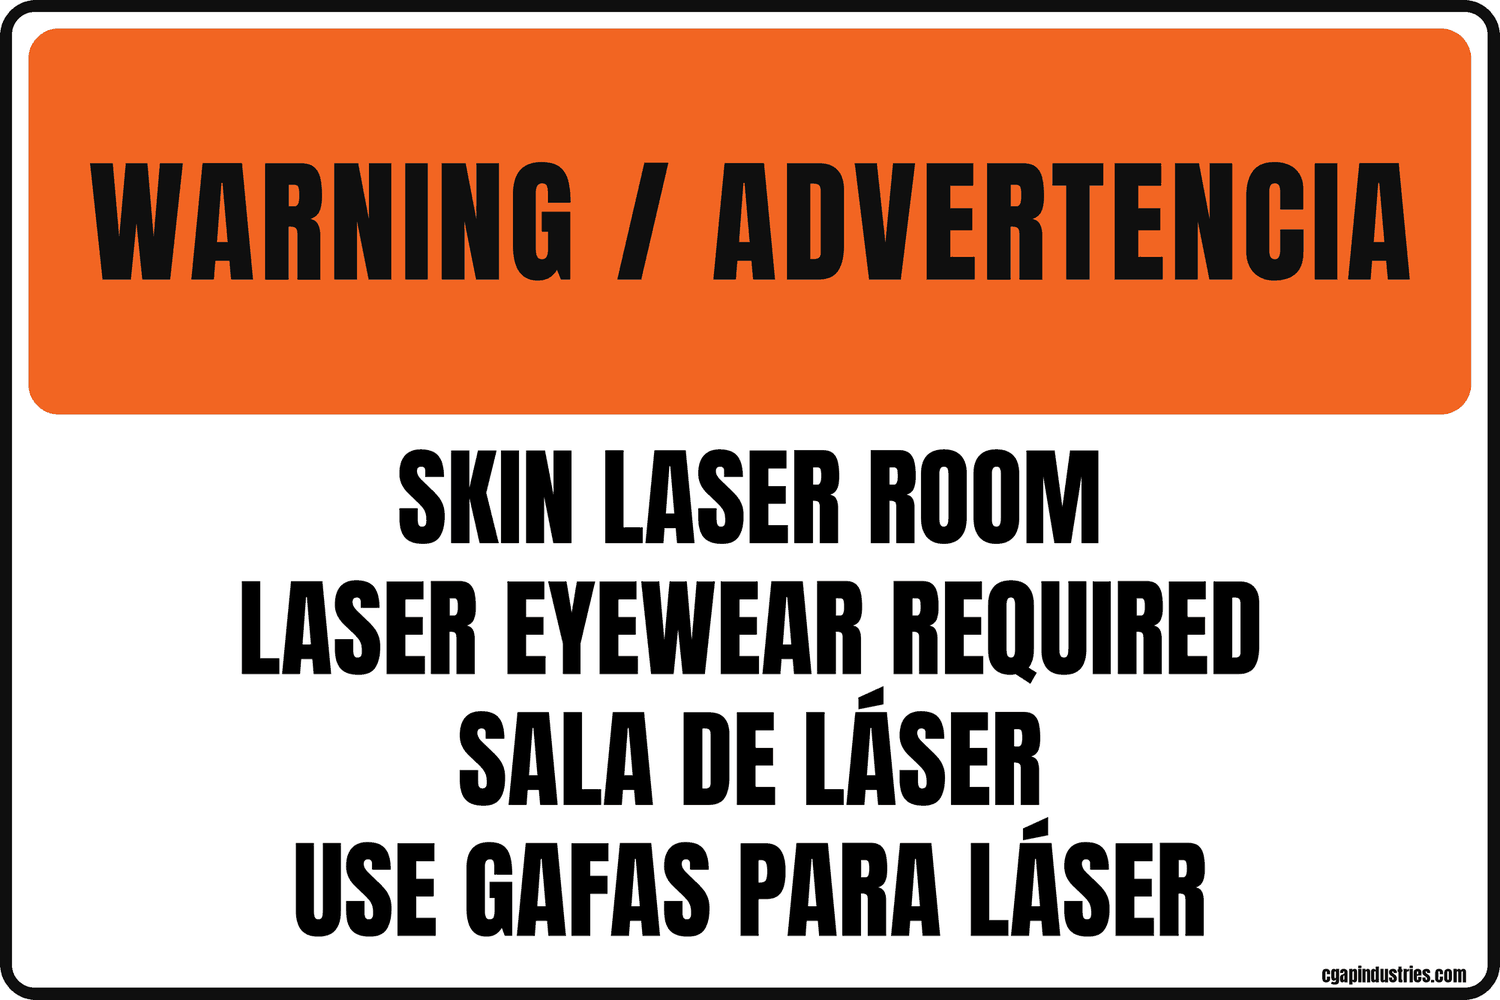 WARNING / ADVERTENCIA
SKIN LASER ROOM
LASER EYEWEAR REQUIRED
SALA DE LÁSER
USE GAFAS PARA LÁSER
cgapindustries.com